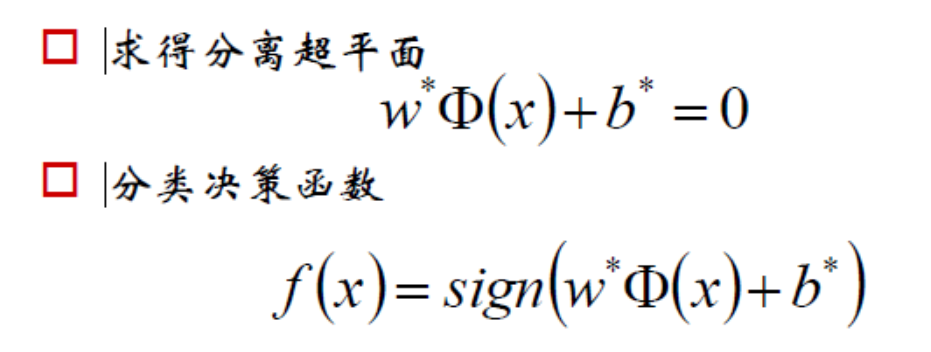 求得分离超平面
w*Φ(x)+b* = 0
分类决策函数
f(x)= sign(w*Φ(x)+b*)